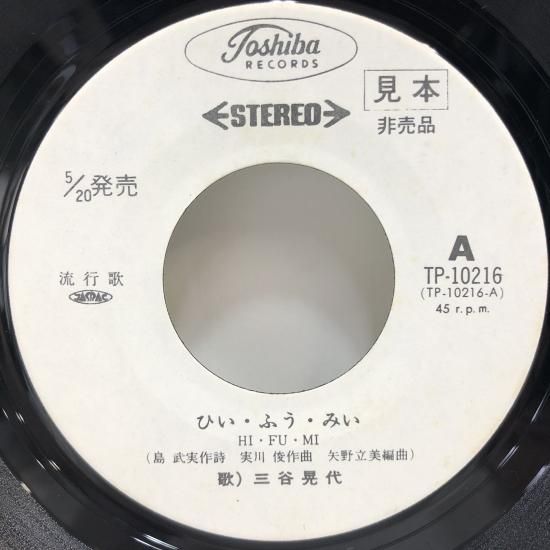 Toshiba
RECORDS
STEREO
見本
非売品
5/20発売
流行歌
JASRAC
A
TP-10216
(TP-10216-A)
45 r.p.m.
ひい・ふう・みい
HI・FU・MI
(島 武実作詩 実川 俊作曲 矢野立美編曲)
歌)三谷晃代